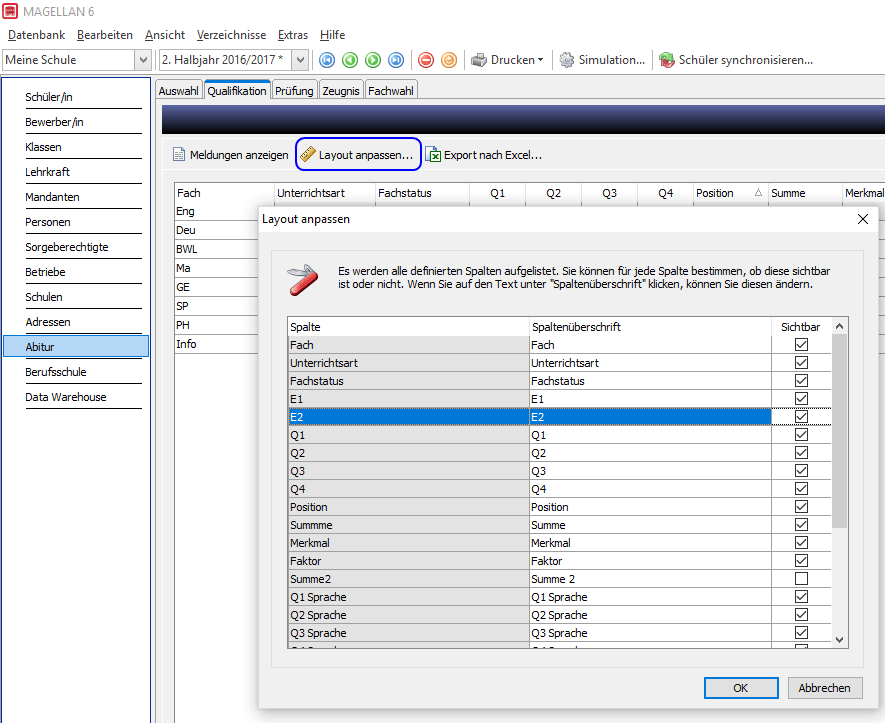 MAGELLAN 6
Datenbank Bearbeiten Ansicht Verzeichnisse Extras Hilfe
Meine Schule 2. Halbjahr 2016/2017 * Drucken Simulation... Schüler synchronisieren...
Schüler/in
Bewerber/in
Klassen
Lehrkraft
Mandanten
Personen
Sorgeberechtigte
Betriebe
Schulen
Adressen
Abitur
Berufsschule
Data Warehouse
Auswahl Qualifikation Prüfung Zeugnis Fachwahl
Meldungen anzeigen Layout anpassen... Export nach Excel...
Fach Unterrichtsart Fachstatus Q1 Q2 Q3 Q4 Position Summe Merkmal
Eng
Deu
BWL
Ma
GE
SP
PH
Info
Layout anpassen
Es werden alle definierten Spalten aufgelistet. Sie können für jede Spalte bestimmen, ob diese sichtbar
ist oder nicht. Wenn Sie auf den Text unter "Spaltenüberschrift" klicken, können Sie diesen ändern.
Spalte Spaltenüberschrift Sichtbar
Fach Fach
Unterrichtsart Unterrichtsart
Fachstatus Fachstatus
E1 E1
E2 E2
Q1 Q1
Q2 Q2
Q3 Q3
Q4 Q4
Position Position
Summme Summe
Merkmal Merkmal
Faktor Faktor
Summe2 Summe 2
Q1 Sprache Q1 Sprache
Q2 Sprache Q2 Sprache
Q3 Sprache Q3 Sprache
OK Abbrechen